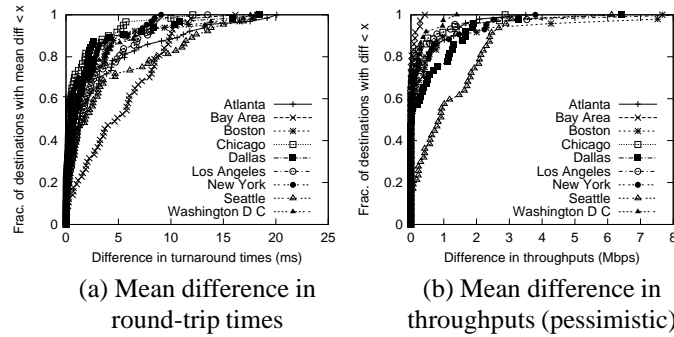 Frac. of destinations with mean diff < x
1
0.8
0.6
0.4
0.2
0
Atlanta
Bay Area
Boston
Chicago
Dallas
Los Angeles
New York
Seattle
Washington D C
0 5 10 15 20 25
Difference in turnaround times (ms)
(a) Mean difference in
round-trip times
Frac. of destinations with diff < x
1
0.8
0.6
0.4
0.2
0
Atlanta
Bay Area
Boston
Chicago
Dallas
Los Angeles
New York
Seattle
Washington D C
0 1 2 3 4 5 6 7 8
Difference in throughputs (Mbps)
(b) Mean difference in
throughputs (pessimistic)